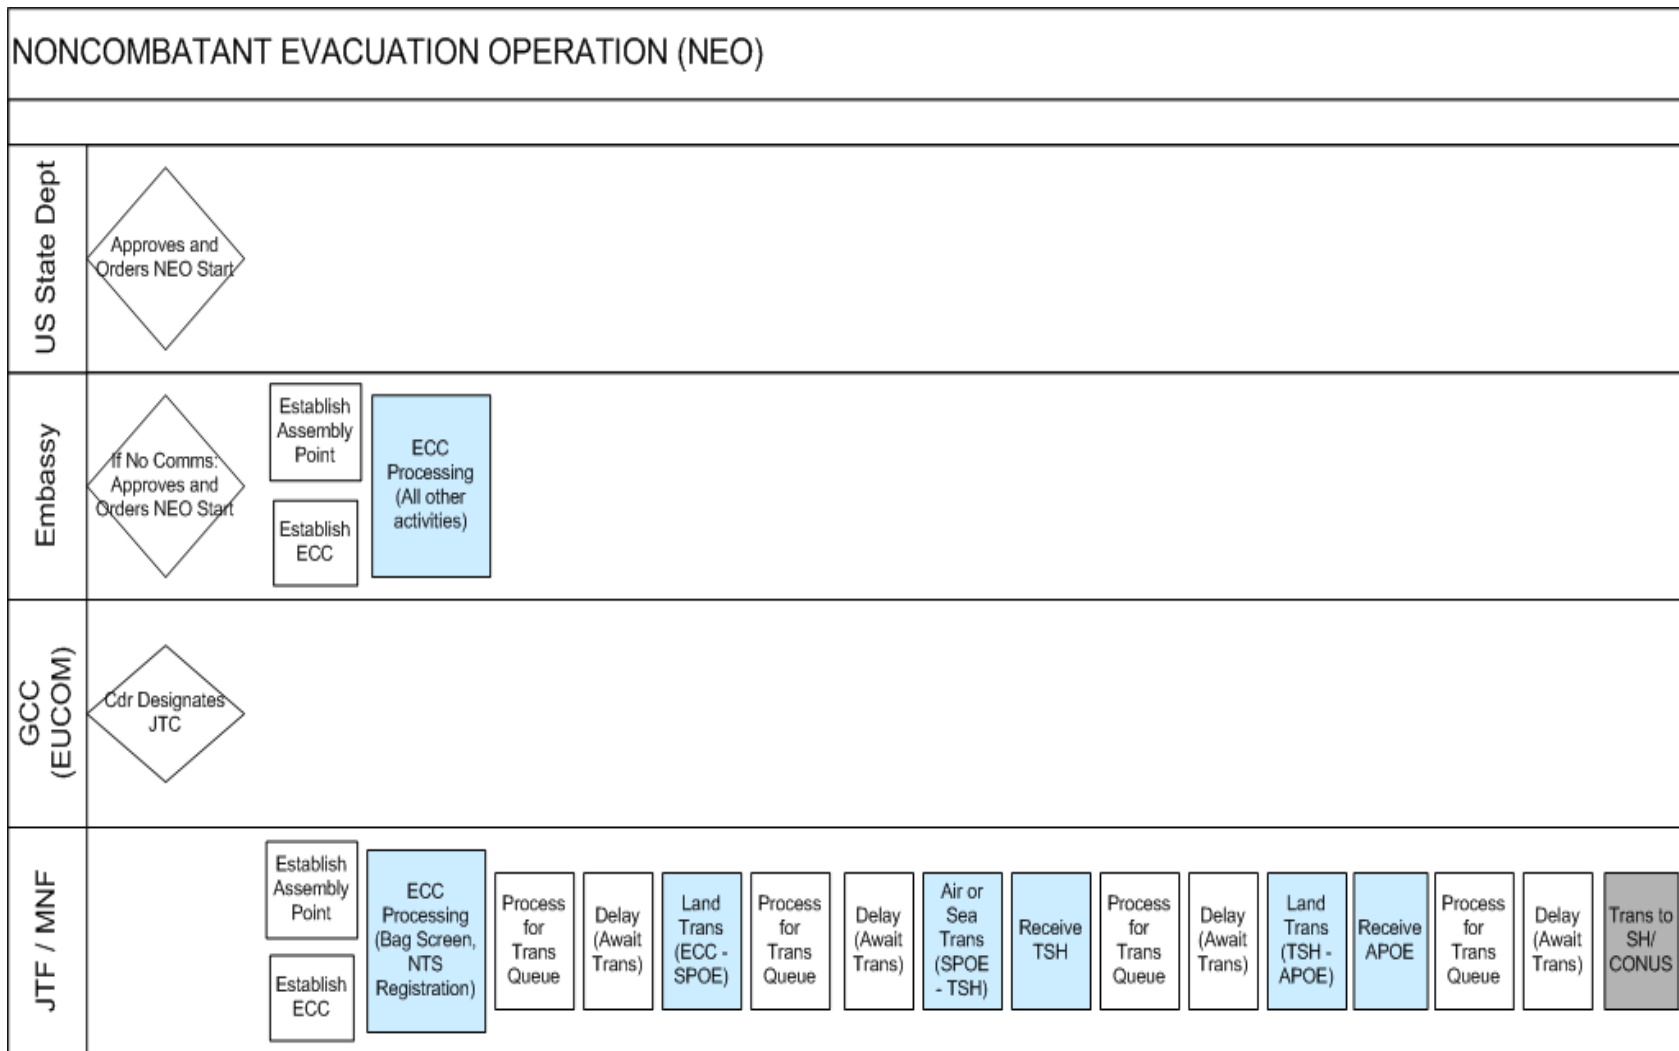 NONCOMBATANT EVACUATION OPERATION (NEO)
US State Dept
Approves and
Orders NEO Start
Embassy
If No Comms:
Approves and
Orders NEO Start
Establish
Assembly
Point
Establish
ECC
ECC
Processing
(All other
activities)
GCC
(EUCOM)
Cdr Designates
JTC
JTF / MNF
Establish
Assembly
Point
Establish
ECC
ECC
Processing
(Bag Screen,
NTS
Registration)
Process
for
Trans
Queue
Delay
(Await
Trans)
Land
Trans
(ECC -
SPOE)
Process
for
Trans
Queue
Delay
(Await
Trans)
Air or
Sea
Trans
(SPOE
- TSH)
Receive
TSH
Process
for
Trans
Queue
Delay
(Await
Trans)
Land
Trans
(TSH -
APOE)
Receive
APOE
Process
for
Trans
Queue
Delay
(Await
Trans)
Trans to
SH/
CONUS